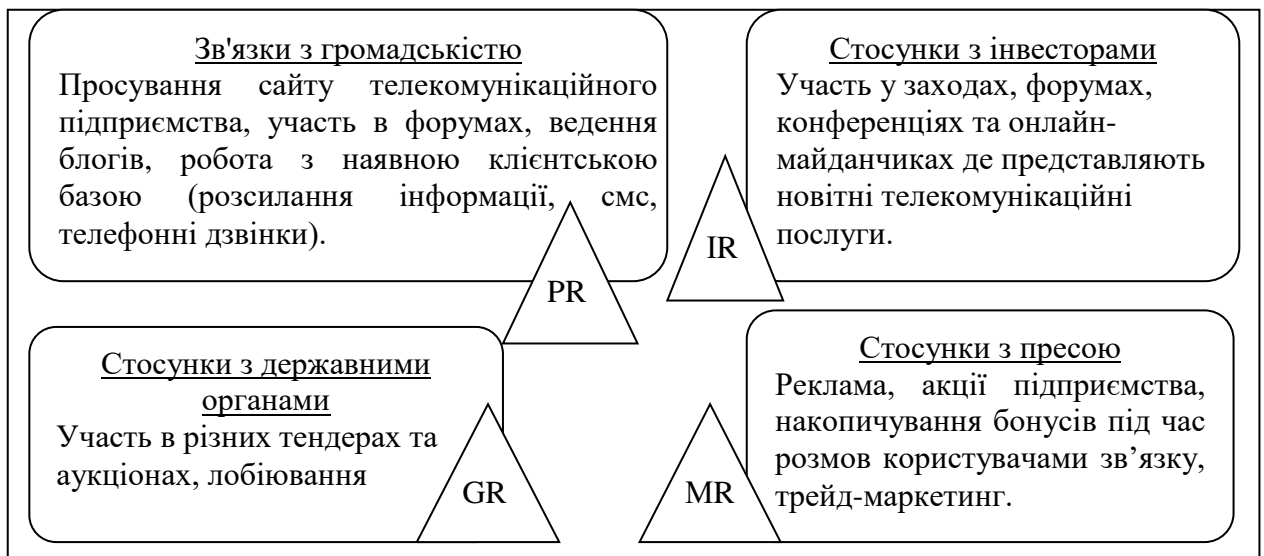 Зв'язки з громадськістю
Просування сайту телекомунікаційного
підприємства, участь в форумах, ведення
блогів, робота з наявною клієнтською
базою (розсилання інформації, смс,
телефонні дзвінки).
PR
Стосунки з інвесторами
Участь у заходах, форумах,
конференціях та онлайн-
майданчиках де представляють
новітні телекомунікаційні
послуги.
IR
Стосунки з державними
органами
Участь в різних тендерах та
аукціонах, лобіювання
GR
Стосунки з пресою
Реклама, акції підприємства,
накопичування бонусів під час
розмов користувачами зв’язку,
трейд-маркетинг.
MR